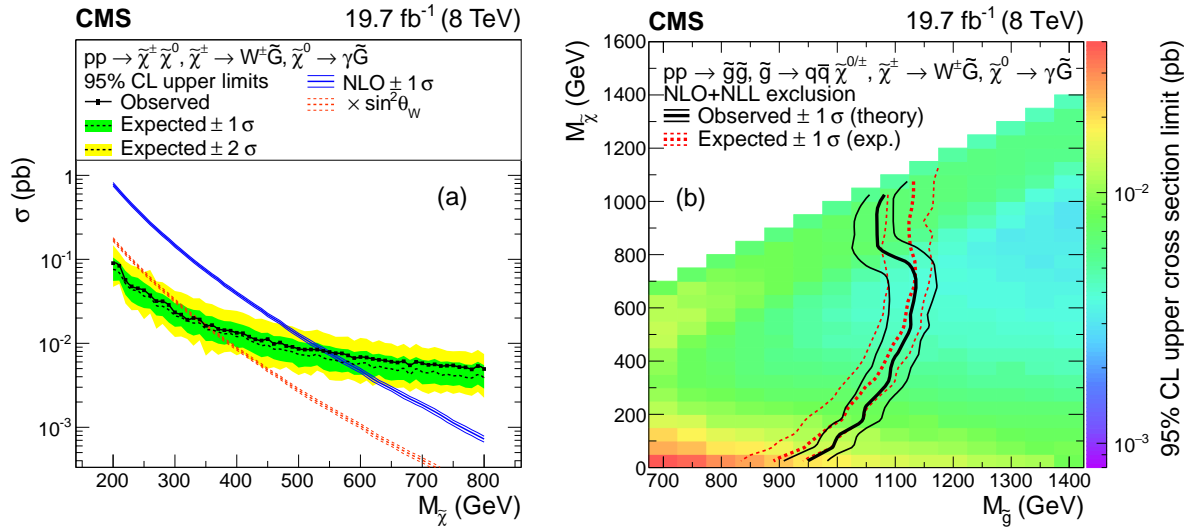 CMS 19.7 fb⁻¹ (8 TeV)
pp → χ̃± χ̃⁰, χ̃± → W±G̃, χ̃⁰ → γG̃
95% CL upper limits
Observed
Expected ± 1 σ
Expected ± 2 σ
NLO ± 1 σ
× sin²θ_W
(a)
σ (pb)
1
10⁻¹
10⁻²
10⁻³
200 300 400 500 600 700 800
M_χ̃ (GeV)
CMS 19.7 fb⁻¹ (8 TeV)
pp → g̃g̃, g̃ → qq̄ χ̃⁰/±, χ̃± → W±G̃, χ̃⁰ → γG̃
NLO+NLL exclusion
Observed ± 1 σ (theory)
Expected ± 1 σ (exp.)
(b)
M_χ̃ (GeV)
1600
1400
1200
1000
800
600
400
200
0
700 800 900 1000 1100 1200 1300 1400
M_g̃ (GeV)
10⁻²
10⁻³
95% CL upper cross section limit (pb)